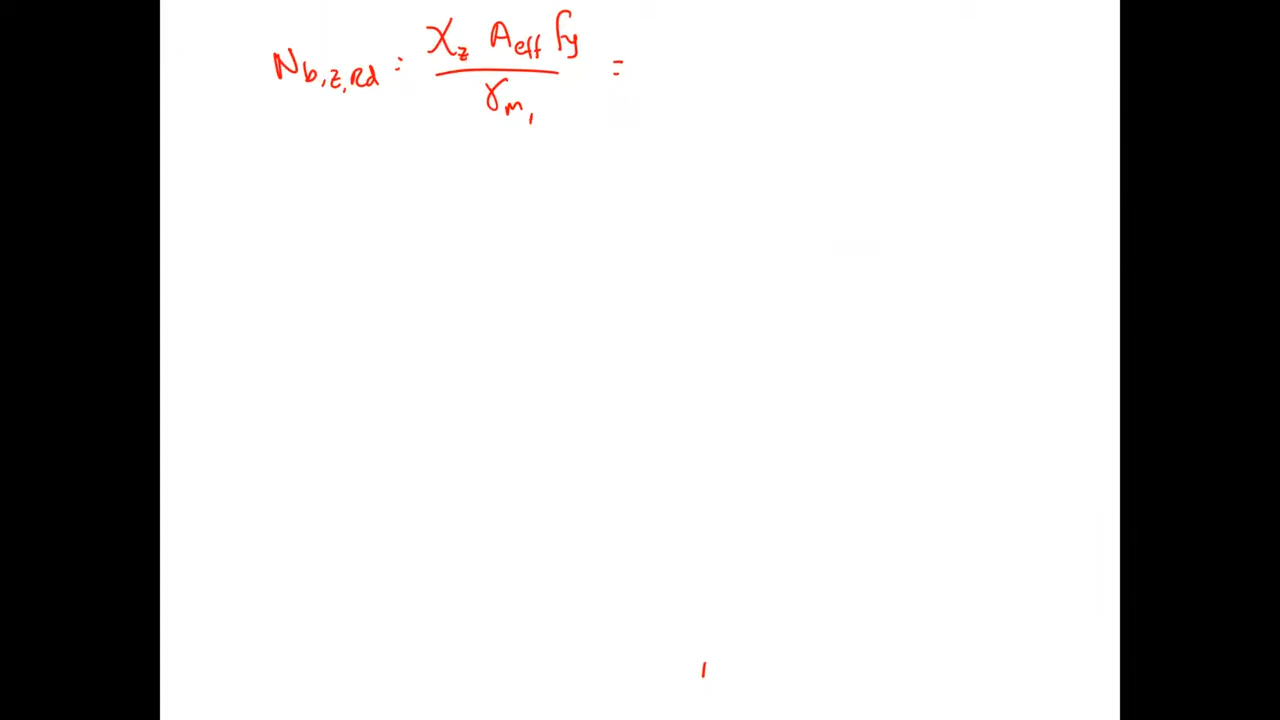 N_b,z,Rd = χ_z A_eff f_y / γ_m1 =